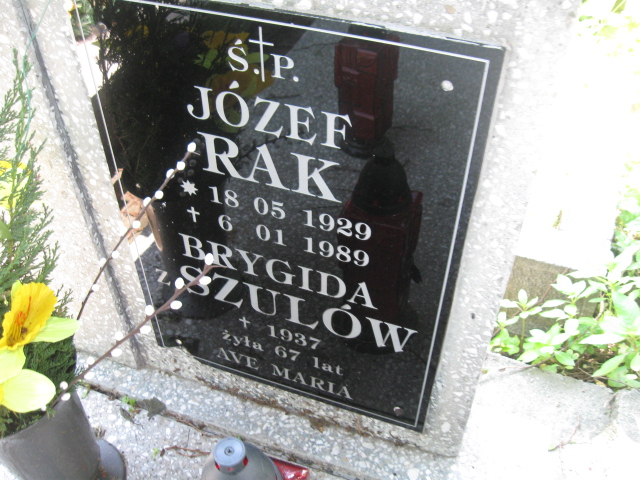 Ś.†P.
JÓZEF
RAK
* 18 05 1929
† 6 01 1989
BRYGIDA
z SZULÓW
† 1937
żyła 67 lat
AVE MARIA